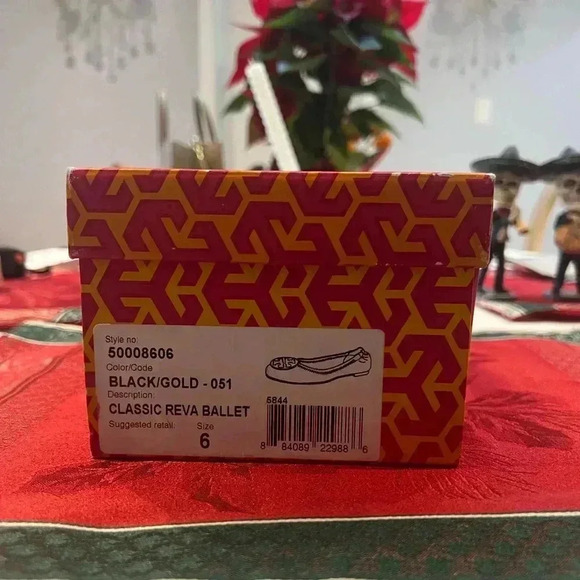 Style no:
50008606
Color/Code
BLACK/GOLD - 051
Description:
CLASSIC REVA BALLET
Suggested retail Size
6
5844
8 84089 22988 6